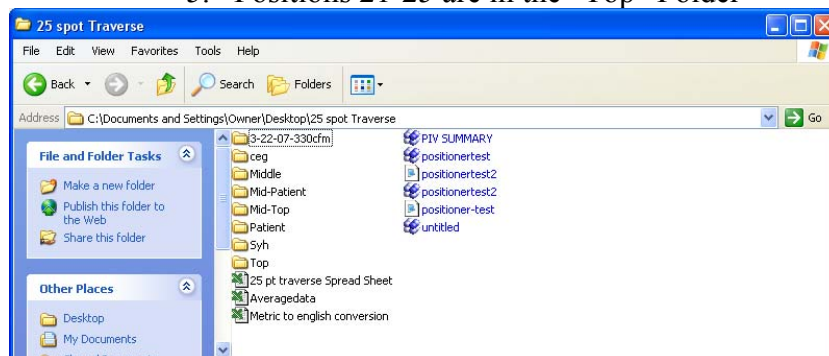 5. Positions 21-25 are in the "Top" Folder
25 spot Traverse
File Edit View Favorites Tools Help
Back Search Folders
Address C:\Documents and Settings\Owner\Desktop\25 spot Traverse Go
File and Folder Tasks
Make a new folder
Publish this folder to
the Web
Share this folder
Other Places
Desktop
My Documents
3-22-07-330cfm
ceg
Middle
Mid-Patient
Mid-Top
Patient
Syh
Top
25 pt traverse Spread Sheet
Averagedata
Metric to english conversion
PIV SUMMARY
positionertest
positionertest2
positionertest2
positioner-test
untitled